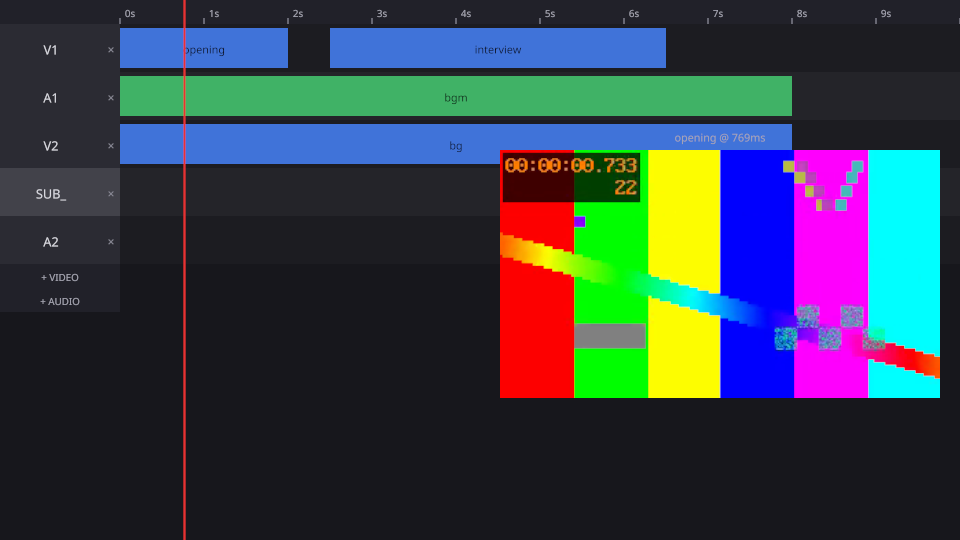 0s 1s 2s 3s 4s 5s 6s 7s 8s 9s
V1 × opening interview
A1 × bgm
V2 × bg
opening @ 769ms
00:00:00.733
22
SUB_ ×
A2 ×
+ VIDEO
+ AUDIO